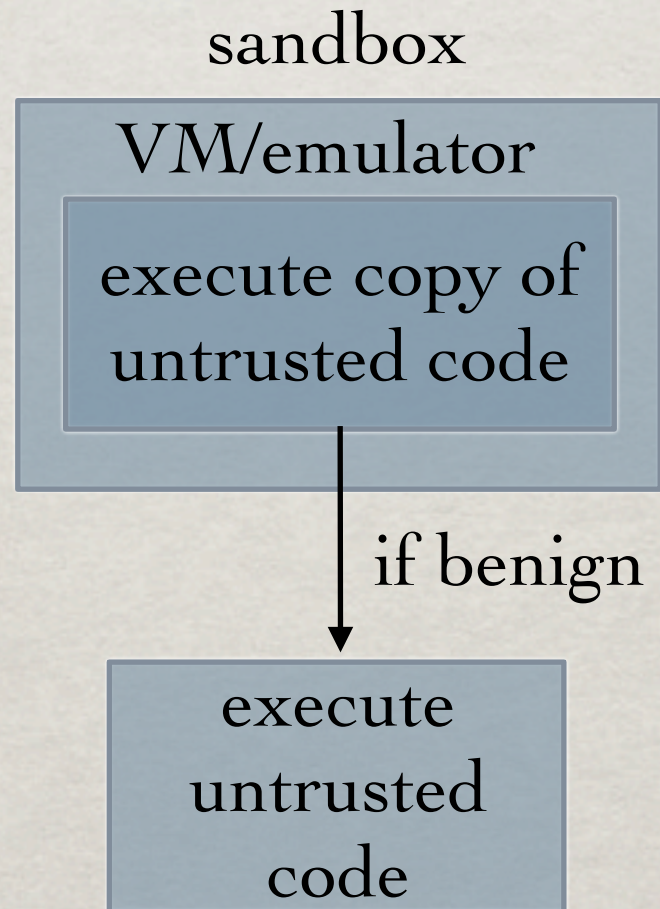 sandbox
VM/emulator
execute copy of
untrusted code
if benign
execute
untrusted
code